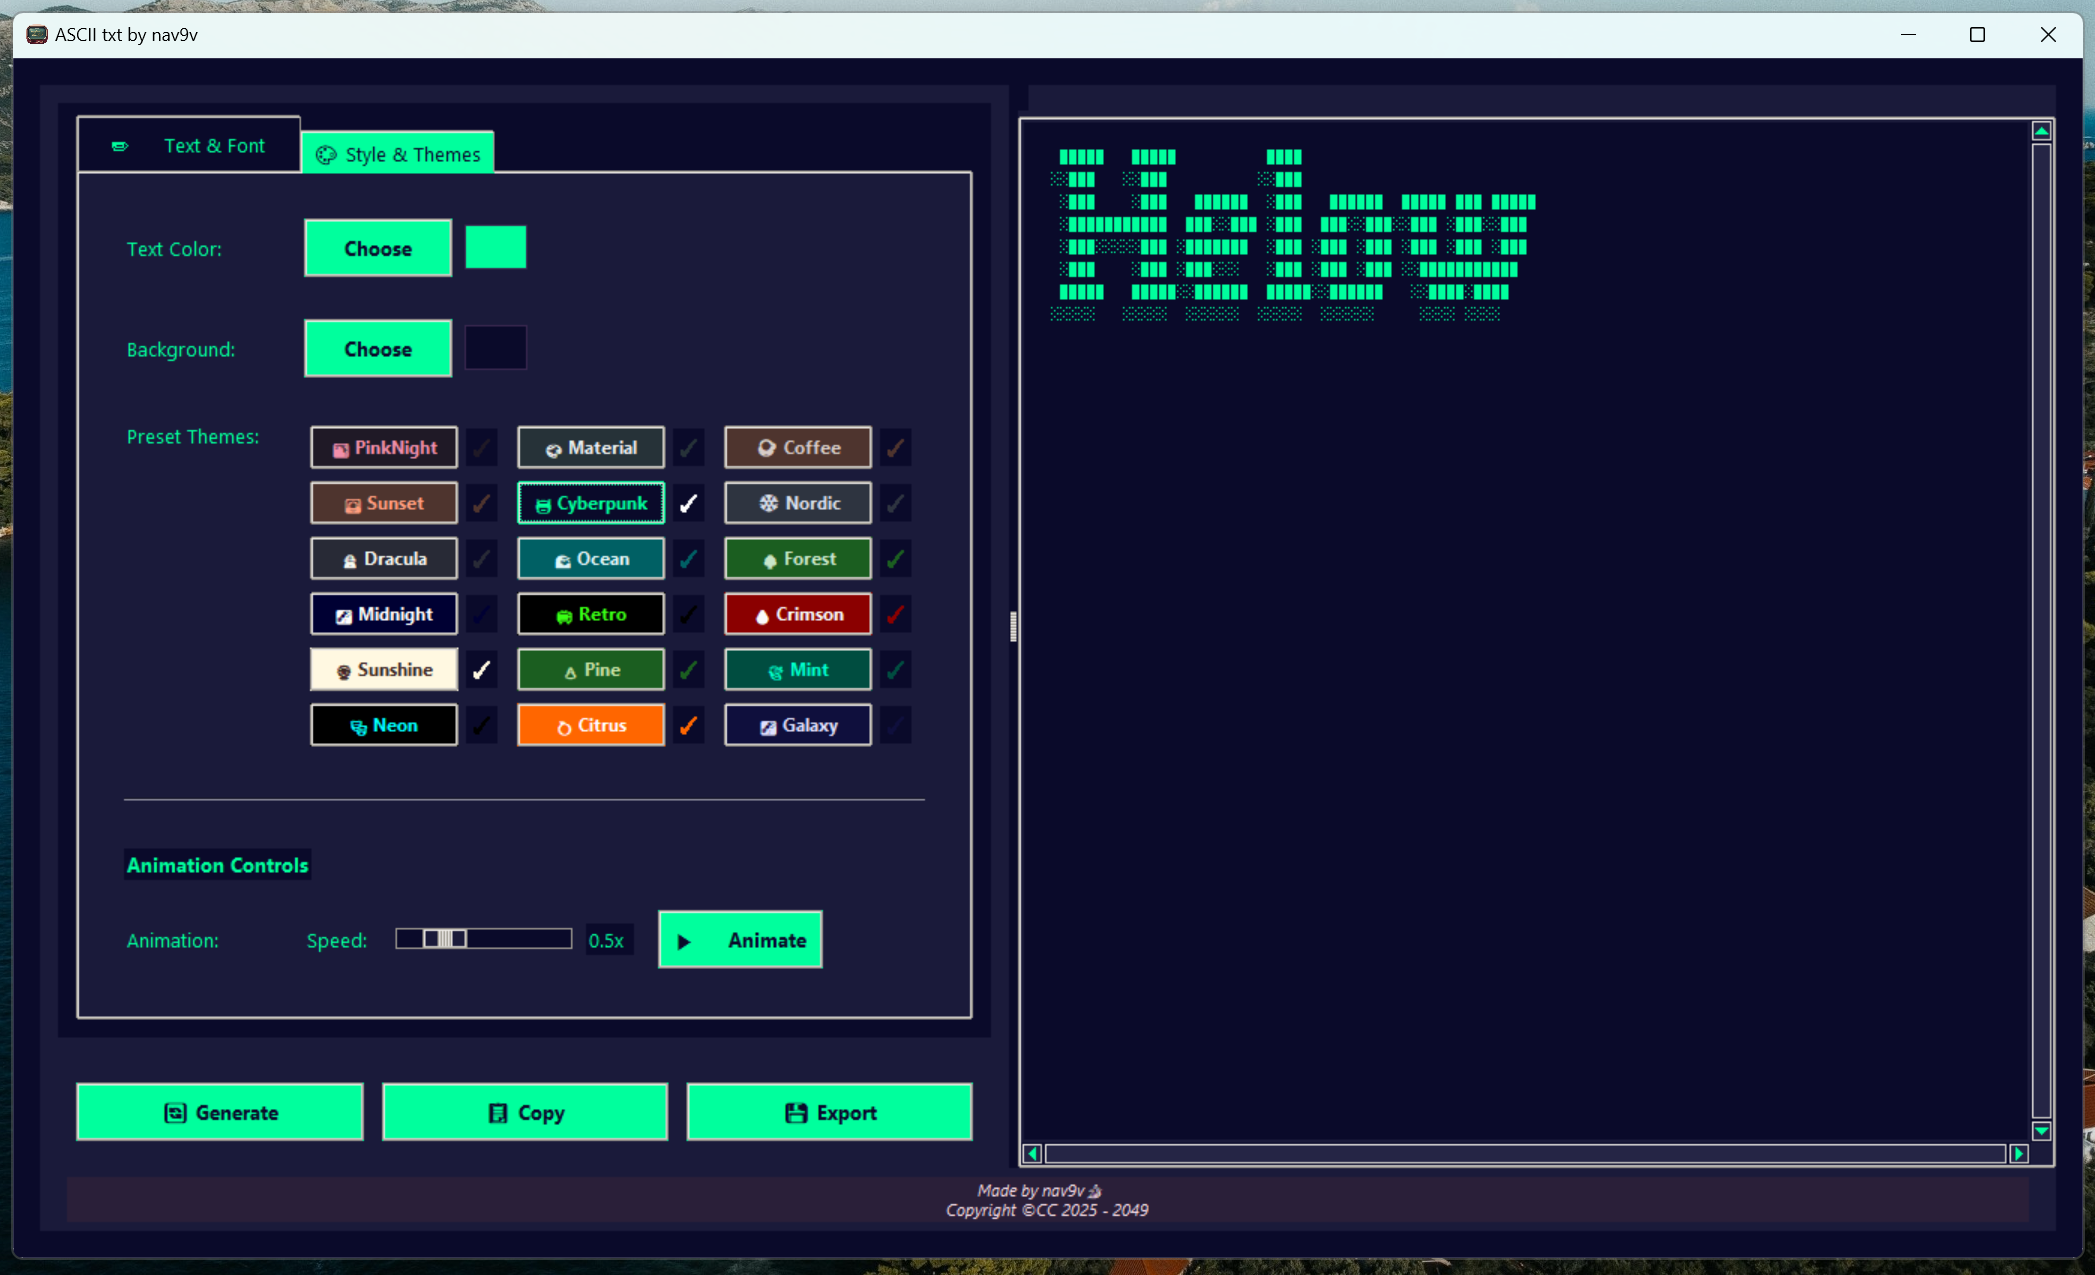 ASCII txt by nav9v
Text & Font
Style & Themes
Helow
Text Color:
Choose
Background:
Choose
Preset Themes:
PinkNight
Material
Coffee
Sunset
Cyberpunk
Nordic
Dracula
Ocean
Forest
Midnight
Retro
Crimson
Sunshine
Pine
Mint
Neon
Citrus
Galaxy
Animation Controls
Animation:
Speed:
0.5x
Animate
Generate
Copy
Export
Made by nav9v
Copyright ©CC 2025 - 2049